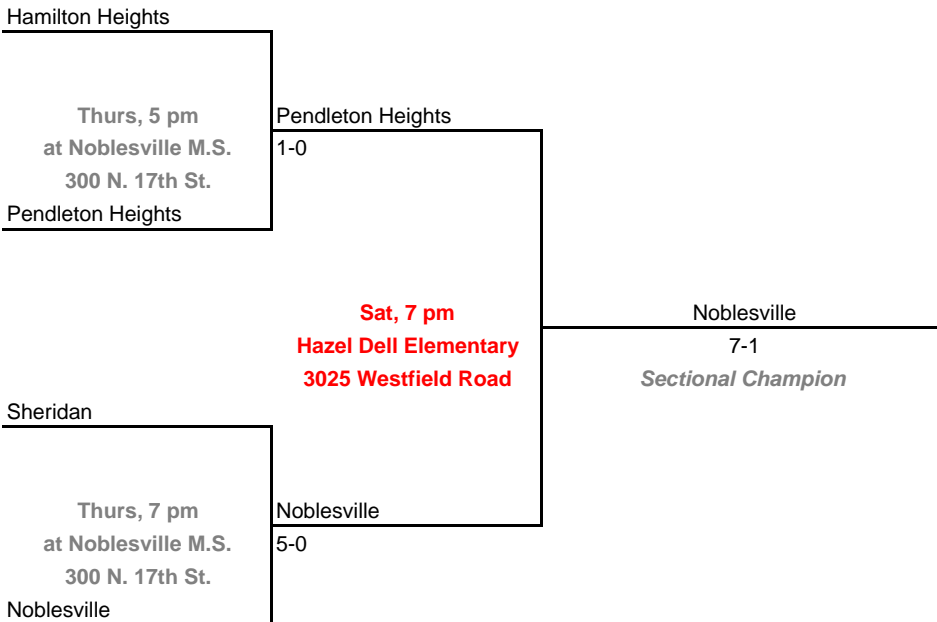 Hamilton Heights
Thurs, 5 pm
at Noblesville M.S.
300 N. 17th St.
Pendleton Heights
Pendleton Heights
1-0
Sat, 7 pm
Hazel Dell Elementary
3025 Westfield Road
Noblesville
7-1
Sectional Champion
Sheridan
Thurs, 7 pm
at Noblesville M.S.
300 N. 17th St.
Noblesville
Noblesville
5-0